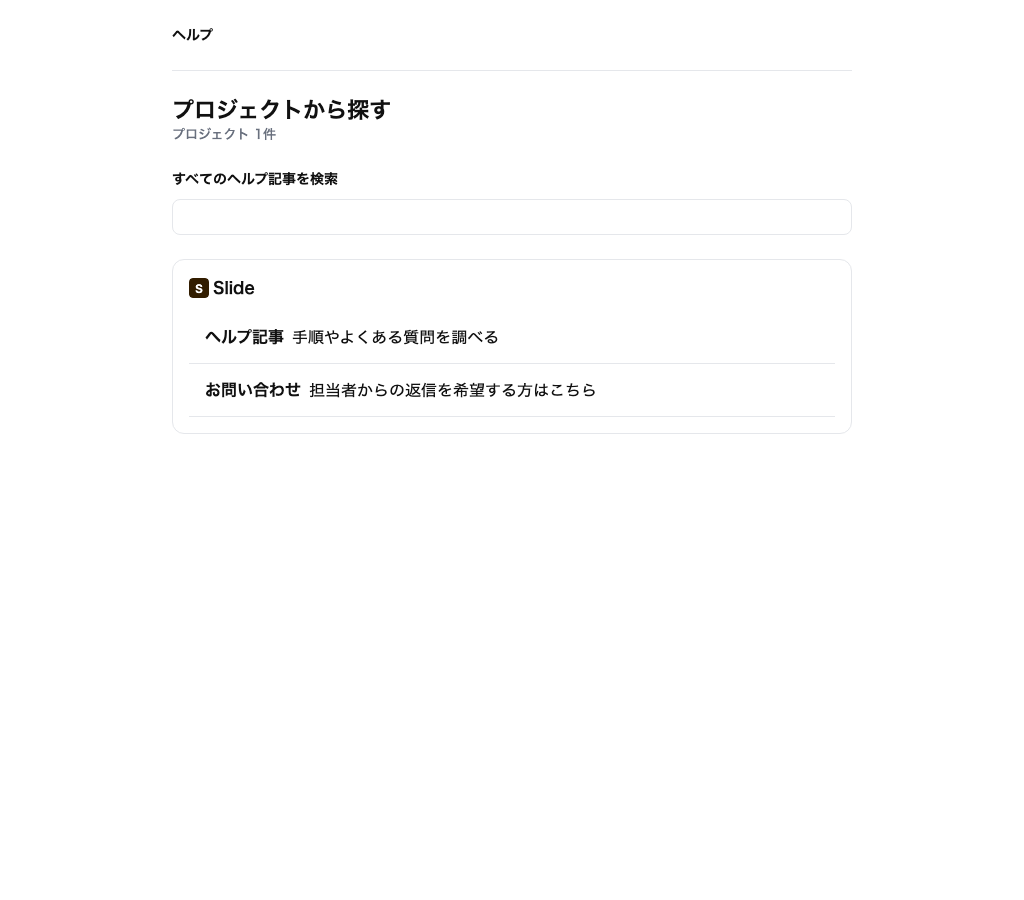 ヘルプ
プロジェクトから探す
プロジェクト 1件
すべてのヘルプ記事を検索
S Slide
ヘルプ記事 手順やよくある質問を調べる
お問い合わせ 担当者からの返信を希望する方はこちら